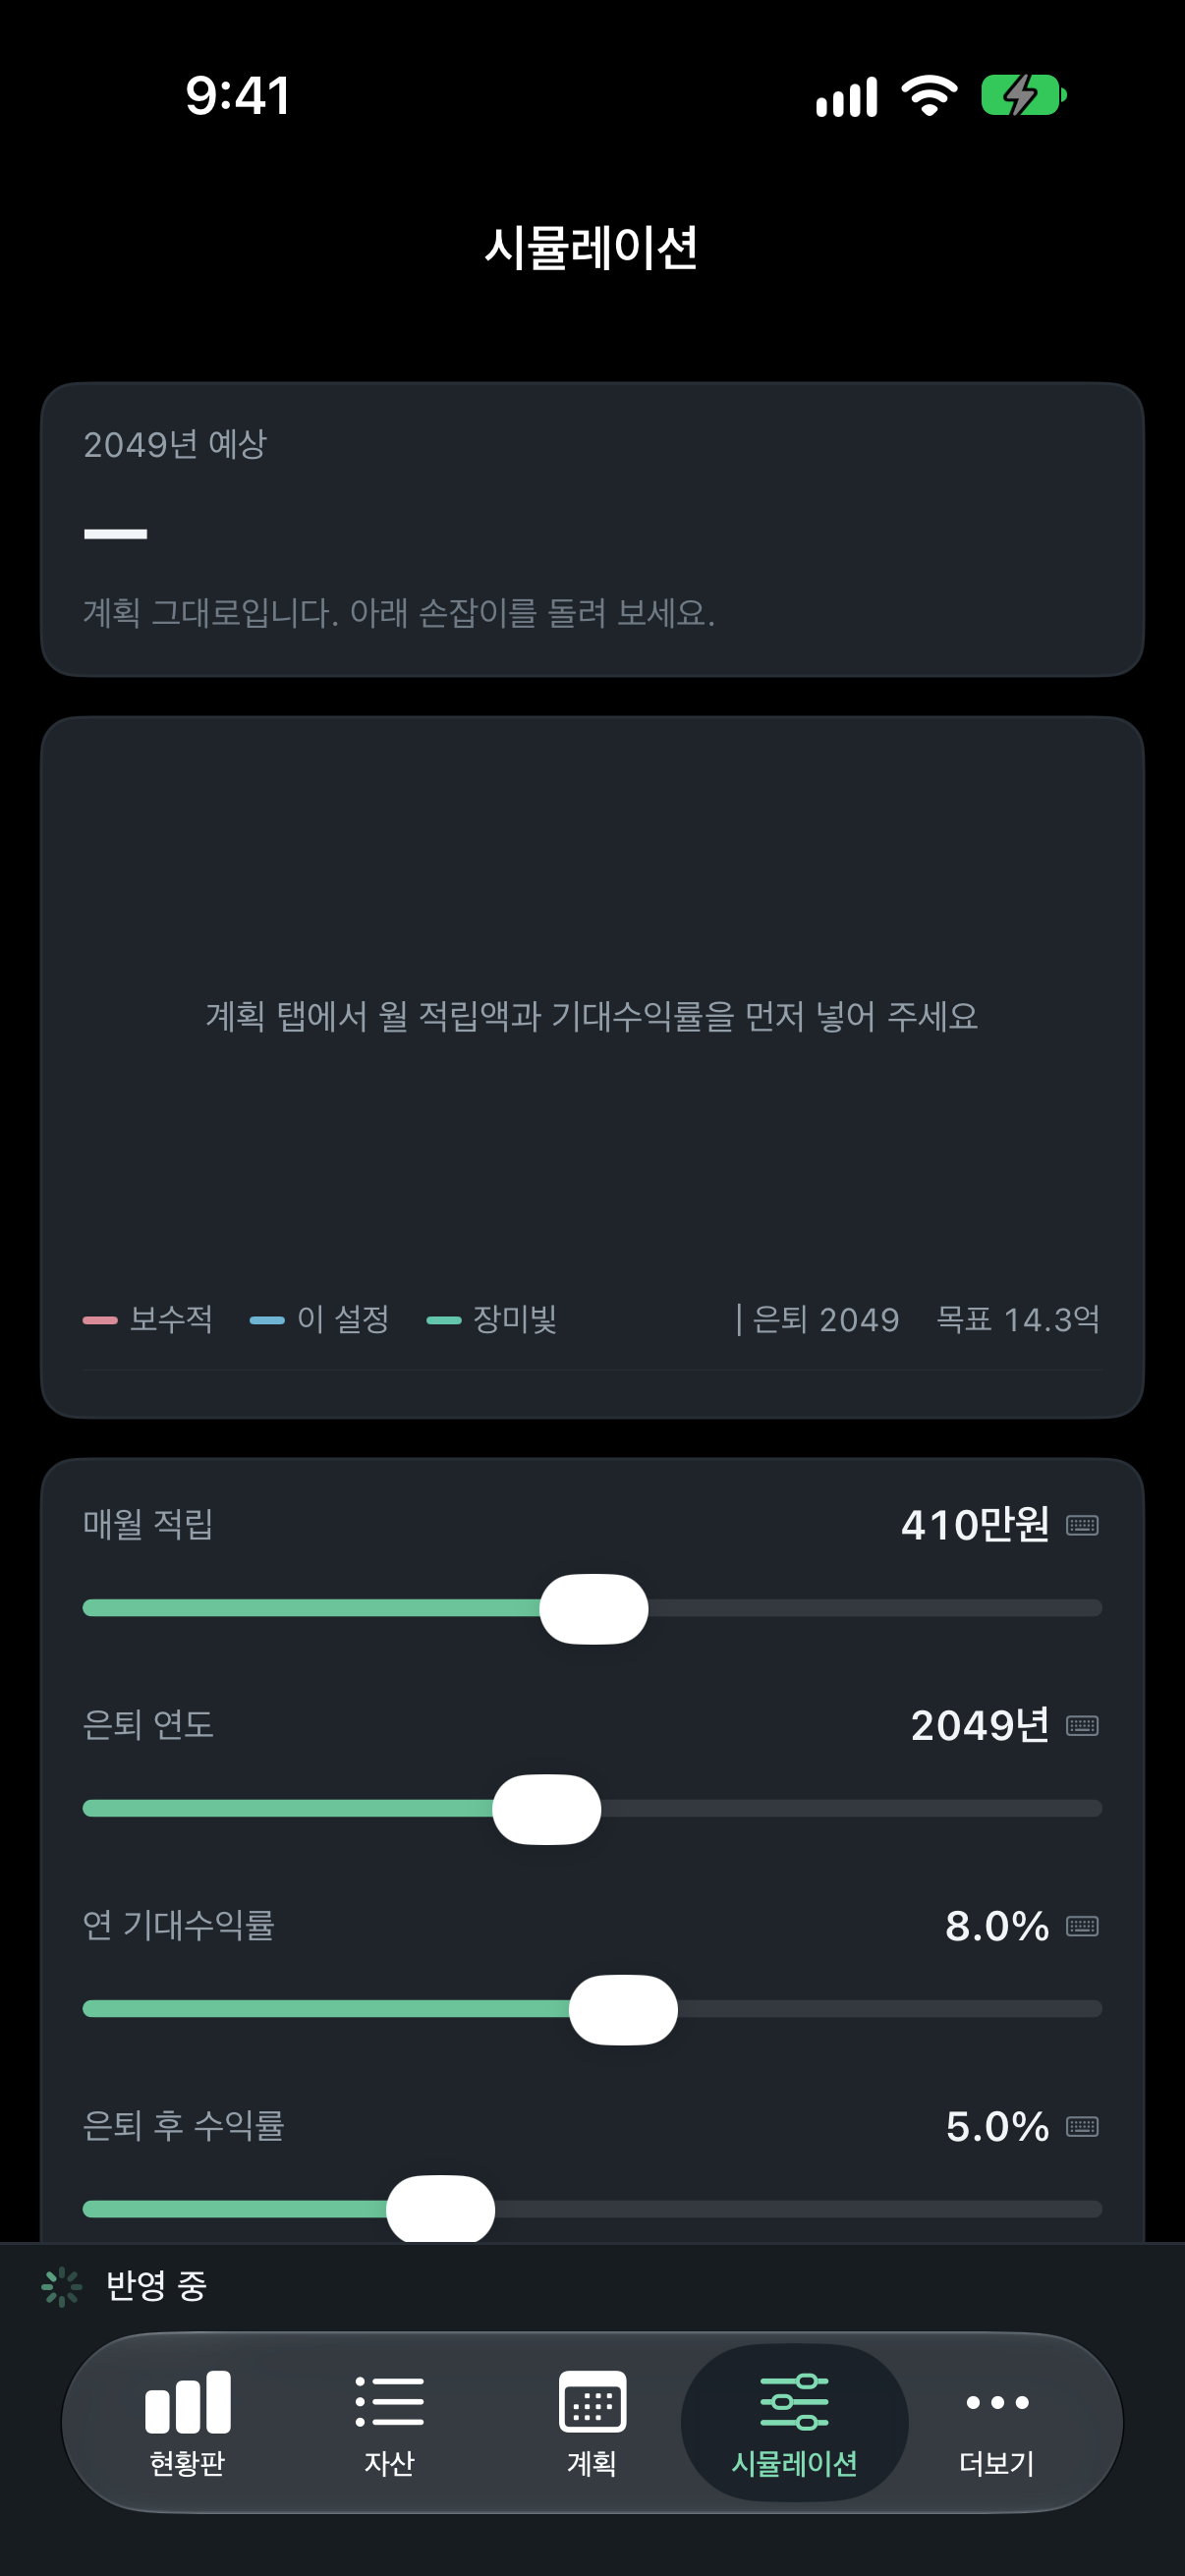 9:41
시뮬레이션
2049년 예상
—
계획 그대로입니다. 아래 손잡이를 돌려 보세요.
계획 탭에서 월 적립액과 기대수익률을 먼저 넣어 주세요
보수적 이 설정 장미빛 | 은퇴 2049 목표 14.3억
매월 적립 410만원
은퇴 연도 2049년
연 기대수익률 8.0%
은퇴 후 수익률 5.0%
반영 중
현황판 자산 계획 시뮬레이션 더보기